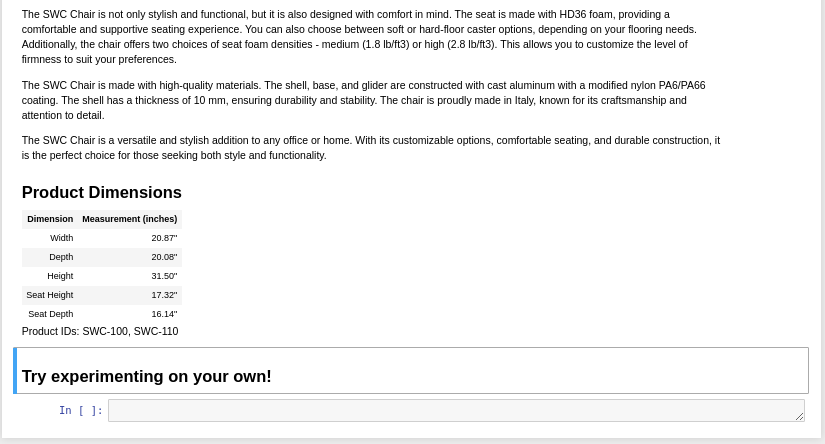 The SWC Chair is not only stylish and functional, but it is also designed with comfort in mind. The seat is made with HD36 foam, providing a
comfortable and supportive seating experience. You can also choose between soft or hard-floor caster options, depending on your flooring needs.
Additionally, the chair offers two choices of seat foam densities - medium (1.8 lb/ft3) or high (2.8 lb/ft3). This allows you to customize the level of
firmness to suit your preferences.
The SWC Chair is made with high-quality materials. The shell, base, and glider are constructed with cast aluminum with a modified nylon PA6/PA66
coating. The shell has a thickness of 10 mm, ensuring durability and stability. The chair is proudly made in Italy, known for its craftsmanship and
attention to detail.
The SWC Chair is a versatile and stylish addition to any office or home. With its customizable options, comfortable seating, and durable construction, it
is the perfect choice for those seeking both style and functionality.
Product Dimensions
Dimension Measurement (inches)
Width 20.87"
Depth 20.08"
Height 31.50"
Seat Height 17.32"
Seat Depth 16.14"
Product IDs: SWC-100, SWC-110
Try experimenting on your own!
In [ ]: